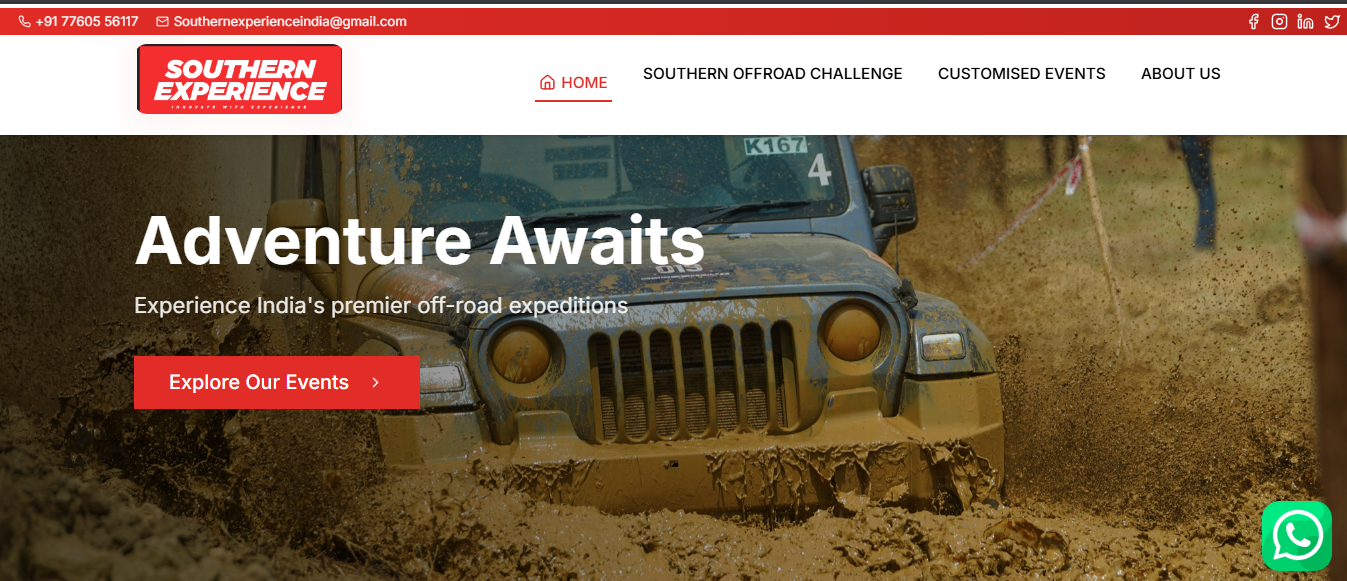 +91 77605 56117 Southernexperienceindia@gmail.com
SOUTHERN
EXPERIENCE
INNOVATE WITH EXPERIENCE
HOME SOUTHERN OFFROAD CHALLENGE CUSTOMISED EVENTS ABOUT US
K167
4
Adventure Awaits
013
Experience India's premier off-road expeditions
Explore Our Events